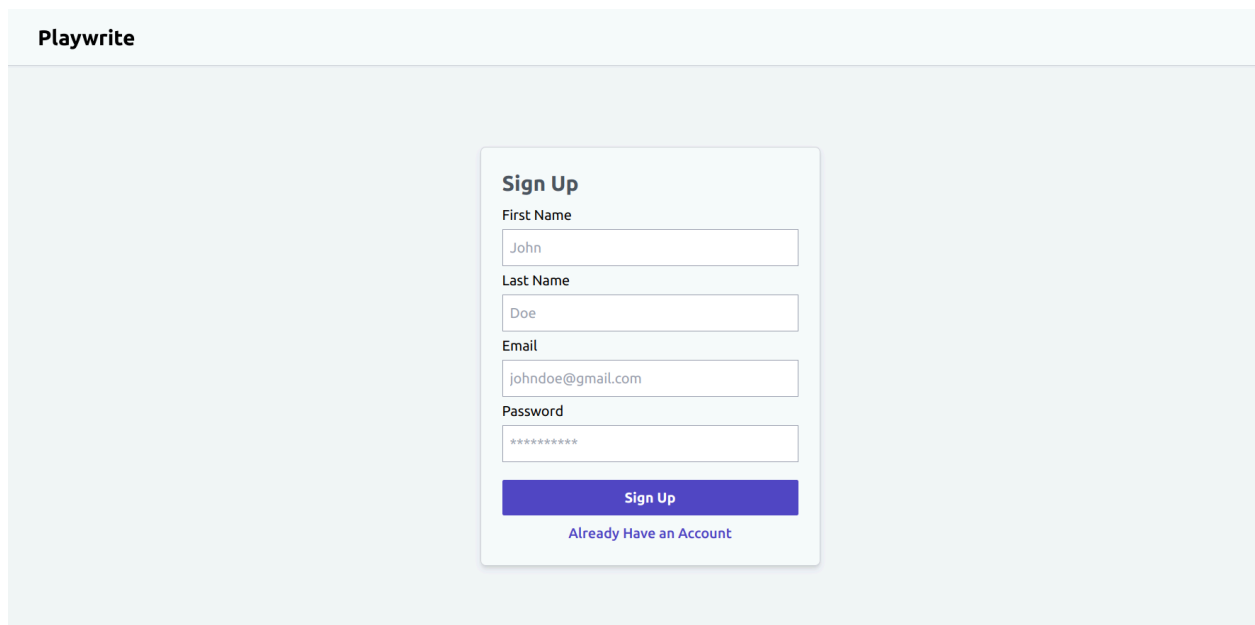 Playwrite
Sign Up
First Name
John
Last Name
Doe
Email
johndoe@gmail.com
Password
**********
Sign Up
Already Have an Account